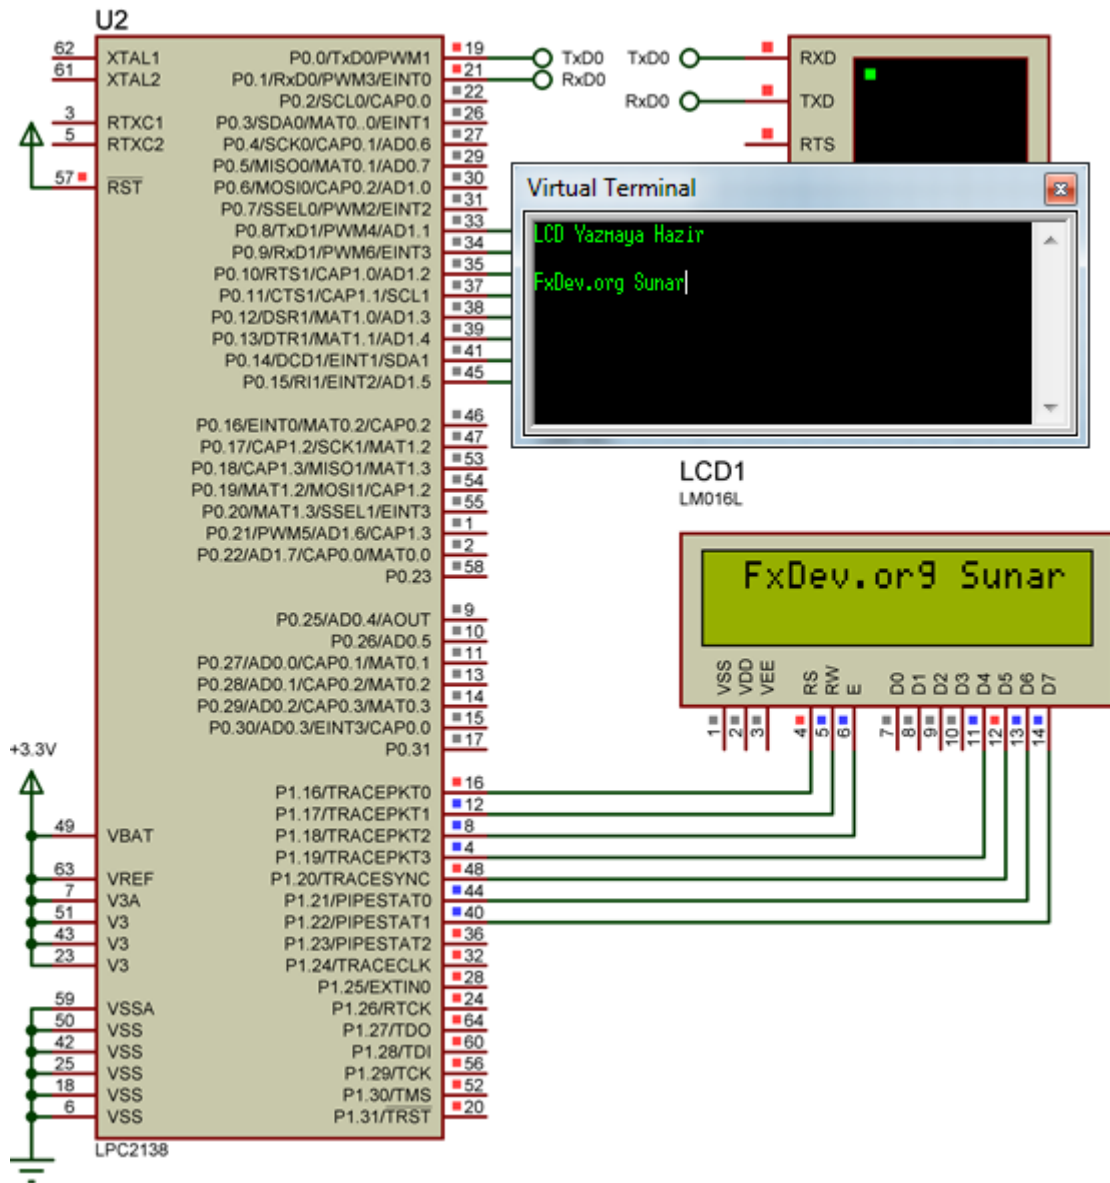 U2
62 XTAL1
61 XTAL2
3 RTXC1
5 RTXC2
57 RST
P0.0/TxD0/PWM1 19
P0.1/RxD0/PWM3/EINT0 21
P0.2/SCL0/CAP0.0 22
P0.3/SDA0/MAT0..0/EINT1 26
P0.4/SCK0/CAP0.1/AD0.6 27
P0.5/MISO0/MAT0.1/AD0.7 29
P0.6/MOSI0/CAP0.2/AD1.0 30
P0.7/SSEL0/PWM2/EINT2 31
P0.8/TxD1/PWM4/AD1.1 33
P0.9/RxD1/PWM6/EINT3 34
P0.10/RTS1/CAP1.0/AD1.2 35
P0.11/CTS1/CAP1.1/SCL1 37
P0.12/DSR1/MAT1.0/AD1.3 38
P0.13/DTR1/MAT1.1/AD1.4 39
P0.14/DCD1/EINT1/SDA1 41
P0.15/RI1/EINT2/AD1.5 45
P0.16/EINT0/MAT0.2/CAP0.2 46
P0.17/CAP1.2/SCK1/MAT1.2 47
P0.18/CAP1.3/MISO1/MAT1.3 53
P0.19/MAT1.2/MOSI1/CAP1.2 54
P0.20/MAT1.3/SSEL1/EINT3 55
P0.21/PWM5/AD1.6/CAP1.3 1
P0.22/AD1.7/CAP0.0/MAT0.0 2
P0.23 58
P0.25/AD0.4/AOUT 9
P0.26/AD0.5 10
P0.27/AD0.0/CAP0.1/MAT0.1 11
P0.28/AD0.1/CAP0.2/MAT0.2 13
P0.29/AD0.2/CAP0.3/MAT0.3 14
P0.30/AD0.3/EINT3/CAP0.0 15
P0.31 17
P1.16/TRACEPKT0 16
P1.17/TRACEPKT1 12
P1.18/TRACEPKT2 8
P1.19/TRACEPKT3 4
P1.20/TRACESYNC 48
P1.21/PIPESTAT0 44
P1.22/PIPESTAT1 40
P1.23/PIPESTAT2 36
P1.24/TRACECLK 32
P1.25/EXTIN0 28
P1.26/RTCK 24
P1.27/TDO 64
P1.28/TDI 60
P1.29/TCK 56
P1.30/TMS 52
P1.31/TRST 20
+3.3V
49 VBAT
63 VREF
7 V3A
51 V3
43 V3
23 V3
59 VSSA
50 VSS
42 VSS
25 VSS
18 VSS
6 VSS
LPC2138
TxD0
RxD0
TxD0 RXD
RxD0 TXD
RTS
Virtual Terminal
LCD Yazmaya Hazir
FxDev.org Sunar
LCD1
LM016L
FxDev.org Sunar
VSS VDD VEE RS RW E D0 D1 D2 D3 D4 D5 D6 D7
1 2 3 4 5 6 7 8 9 10 11 12 13 14